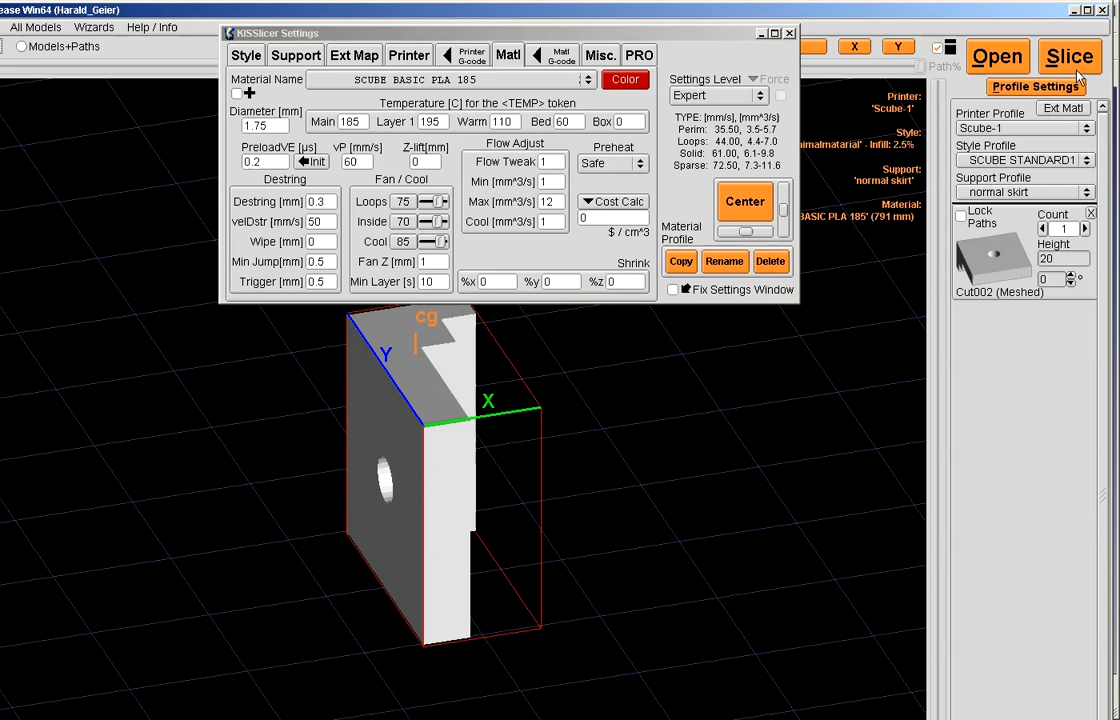 ease Win64 (Harald_Geier)
All Models Wizards Help / Info
Models+Paths
X Y
Open Slice
Path%
Profile Settings
KISSlicer Settings
Style Support Ext Map Printer Printer G-code Matl Matl G-code Misc. PRO
Material Name SCUBE BASIC PLA 185 Color
Diameter [mm] 1.75
Temperature [C] for the <TEMP> token
Main 185 Layer 1 195 Warm 110 Bed 60 Box 0
PreloadVE [µs] vP [mm/s] Z-lift[mm]
0.2 Init 60 0
Destring
Destring [mm] 0.3
velDstr [mm/s] 50
Wipe [mm] 0
Min Jump[mm] 0.5
Trigger [mm] 0.5
Fan / Cool
Loops 75
Inside 70
Cool 85
Fan Z [mm] 1
Min Layer [s] 10
Flow Adjust
Flow Tweak 1
Min [mm^3/s] 1
Max [mm^3/s] 12
Cool [mm^3/s] 1
Preheat
Safe
Cost Calc
0
$ / cm^3
Shrink
%x 0 %y 0 %z 0
Settings Level Force
Expert
TYPE: [mm/s], [mm^3/s]
Perim: 35.50, 3.5-5.7
Loops: 44.00, 4.4-7.0
Solid: 61.00, 6.1-9.8
Sparse: 72.50, 7.3-11.6
Center
Material
Profile
Copy Rename Delete
Fix Settings Window
Printer:
'Scube-1'
Style:
nimalmatarial' - Infill: 2.5%
Support:
'normal skirt'
Material:
BASIC PLA 185' (791 mm)
Printer Profile Ext Matl
Scube-1
Style Profile
SCUBE STANDARD1
Support Profile
normal skirt
Lock
Paths
Count X
1
Height
20
0 °
Cut002 (Meshed)
cg
Y
X